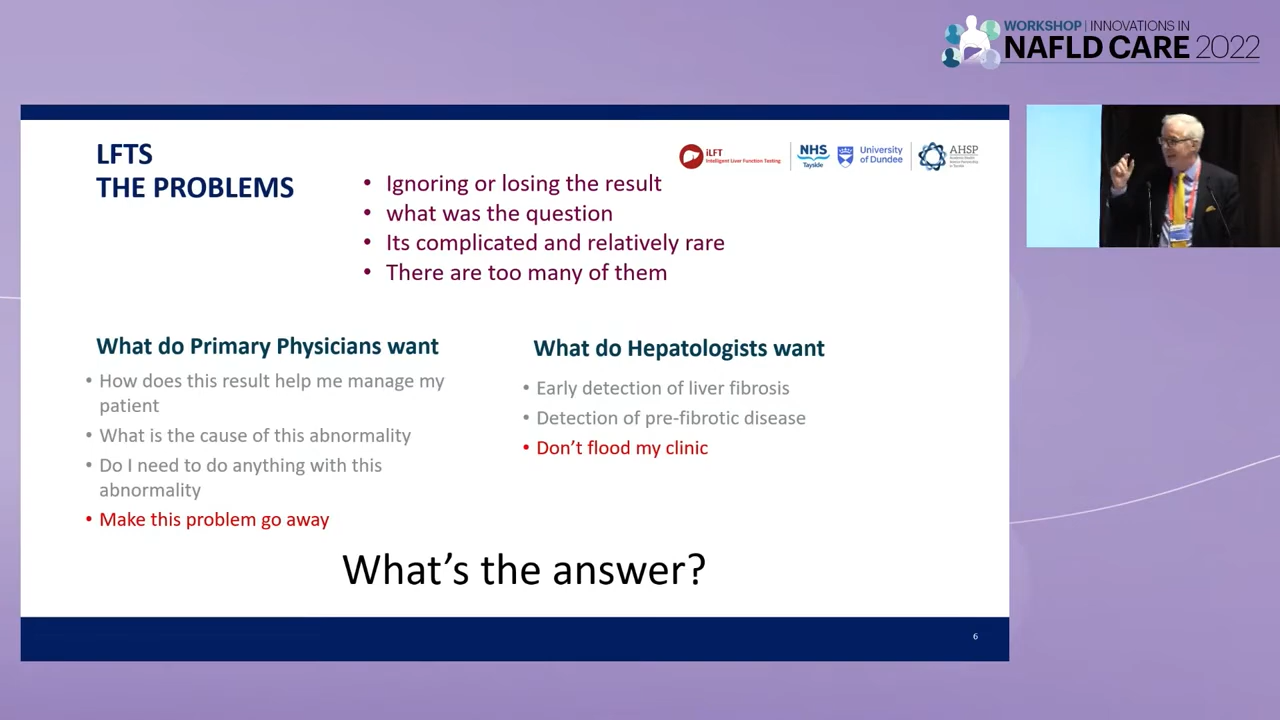 WORKSHOP | INNOVATIONS IN
NAFLD CARE 2022
LFTS
THE PROBLEMS
iLFT
Intelligent Liver Function Testing
NHS
Tayside
University
of Dundee
AHSP
• Ignoring or losing the result
• what was the question
• Its complicated and relatively rare
• There are too many of them
What do Primary Physicians want
• How does this result help me manage my
patient
• What is the cause of this abnormality
• Do I need to do anything with this
abnormality
• Make this problem go away
What do Hepatologists want
• Early detection of liver fibrosis
• Detection of pre-fibrotic disease
• Don’t flood my clinic
What’s the answer?
6